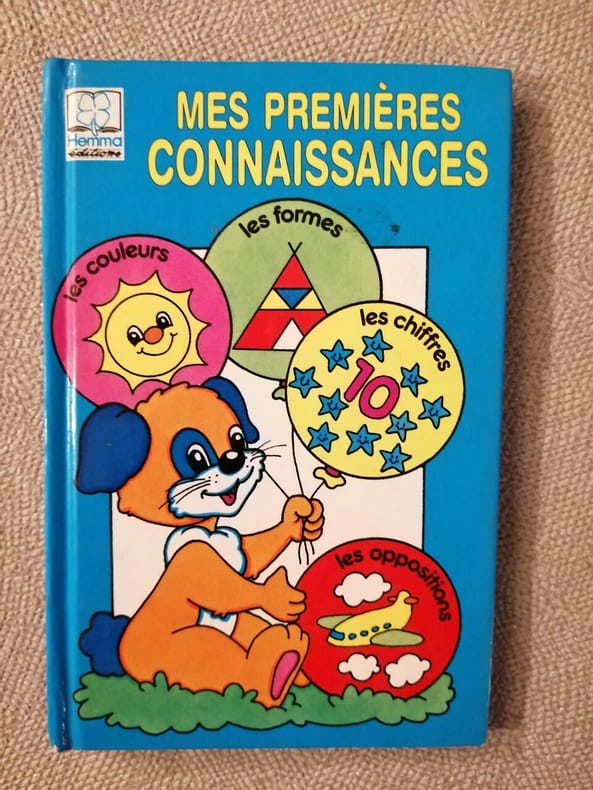 Hemma
éditions
MES PREMIÈRES
CONNAISSANCES
les couleurs
les formes
les chiffres
10
les oppositions